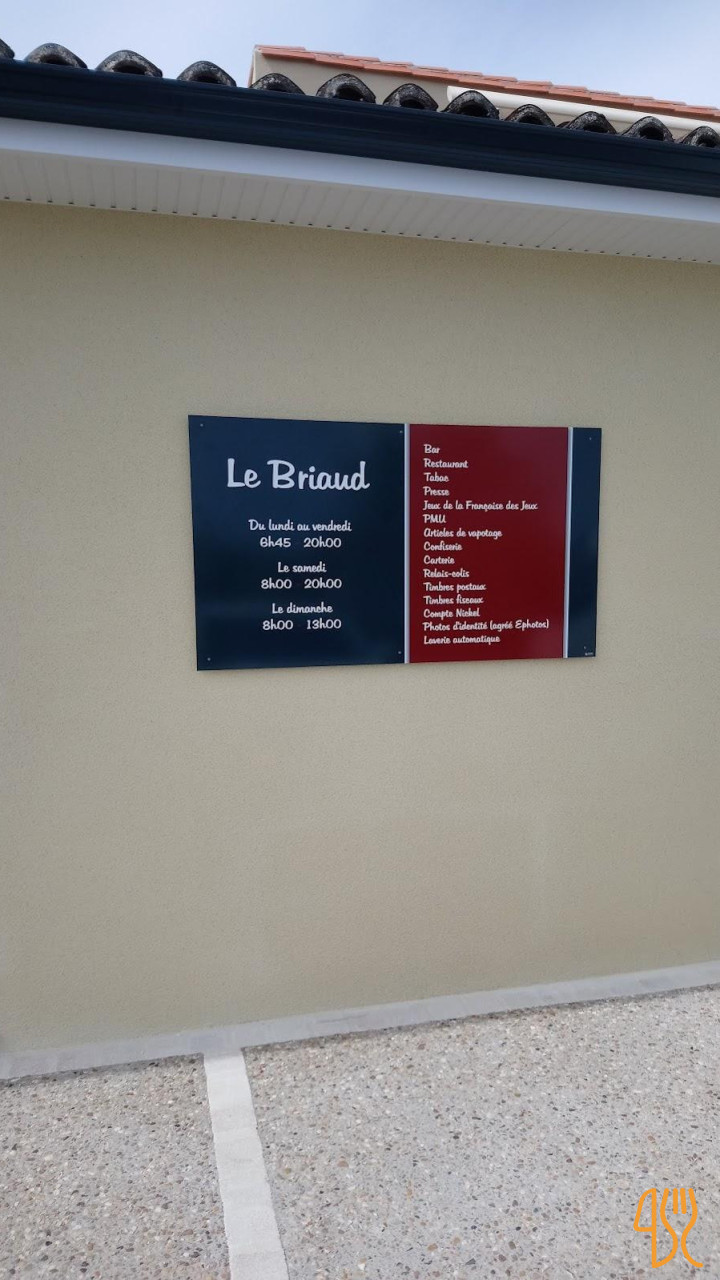 Le Briaud
Du lundi au vendredi
6h45 20h00
Le samedi
8h00 20h00
Le dimanche
8h00 13h00
Bar
Restaurant
Tabac
Presse
Jeux de la Française des Jeux
PMU
Articles de vapotage
Confiserie
Carterie
Relais-colis
Timbres postaux
Timbres fiscaux
Compte Nickel
Photos d'identité (agréé Ephotos)
Laverie automatique